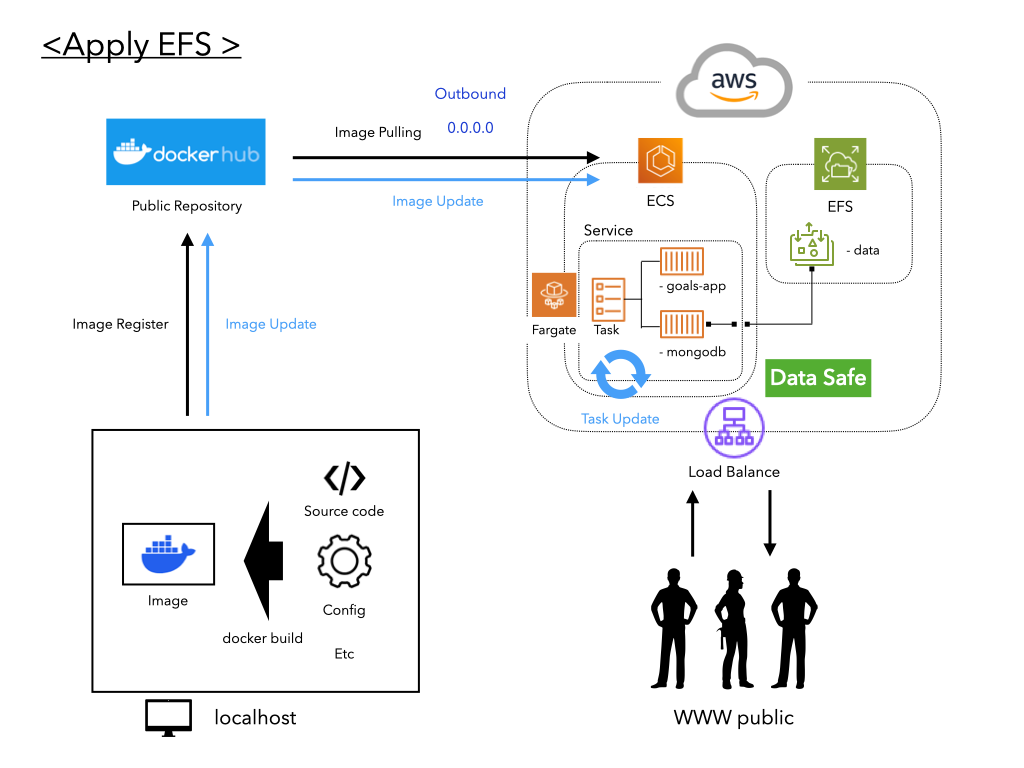 <Apply EFS >
aws
Outbound
0.0.0.0
Image Pulling
dockerhub
Image Update
Public Repository
ECS
EFS
Service
- data
- goals-app
Fargate
Task
- mongodb
Image Register
Image Update
Data Safe
Task Update
Load Balance
Source code
Image
Config
docker build
Etc
localhost
WWW public